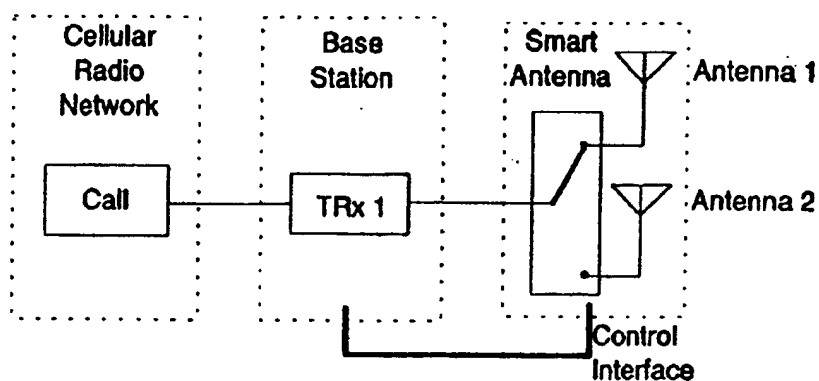 Cellular
Radio
Network
Base
Station
Smart
Antenna
Antenna 1
Call
TRx 1
Antenna 2
Control
Interface